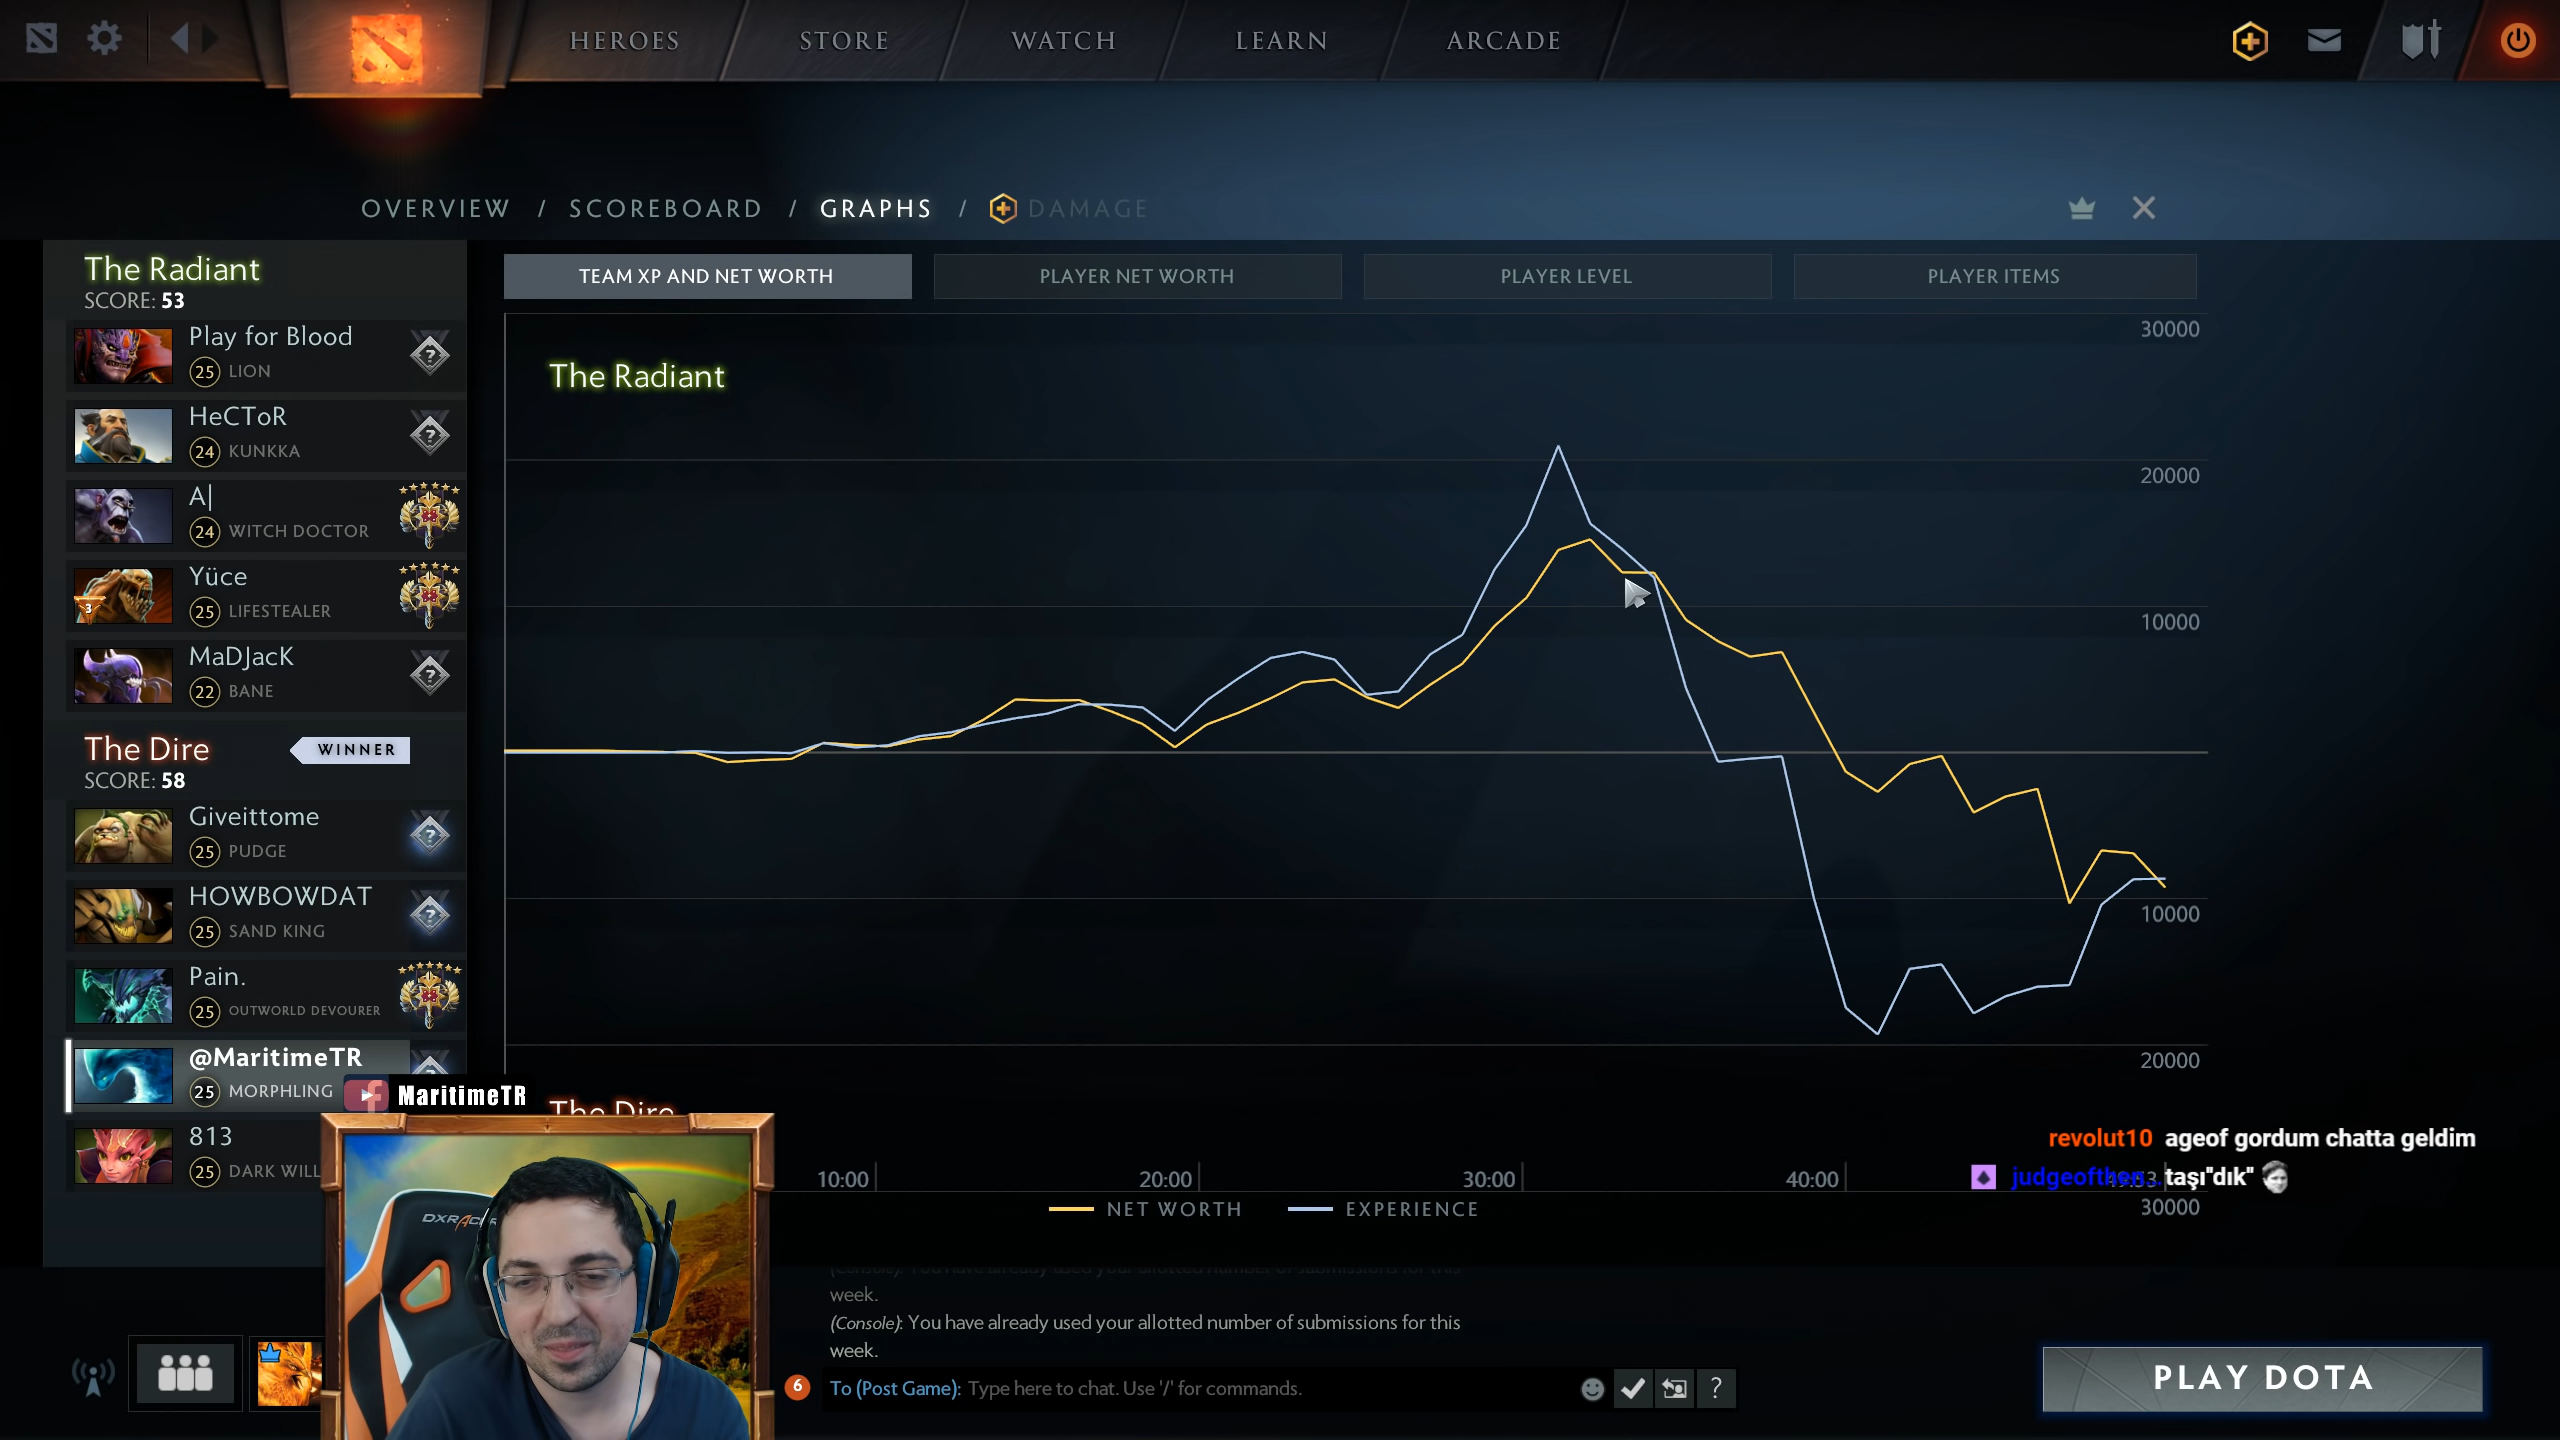 HEROES
STORE
WATCH
LEARN
ARCADE
OVERVIEW / SCOREBOARD / GRAPHS / DAMAGE
The Radiant
SCORE: 53
Play for Blood
25 LION
HeCToR
24 KUNKKA
A|
24 WITCH DOCTOR
Yüce
3
25 LIFESTEALER
MaDJacK
22 BANE
The Dire
WINNER
SCORE: 58
Giveittome
25 PUDGE
HOWBOWDAT
25 SAND KING
Pain.
25 OUTWORLD DEVOURER
@MaritimeTR
25 MORPHLING
MaritimeTR
813
25 DARK WILL
TEAM XP AND NET WORTH
PLAYER NET WORTH
PLAYER LEVEL
PLAYER ITEMS
The Radiant
30000
20000
10000
10000
20000
30000
The Dire
10:00
20:00
30:00
40:00
NET WORTH
EXPERIENCE
revolut10 ageof gordum chatta geldim
taşı"dık"
DXRACER
week.
(Console): You have already used your allotted number of submissions for this
week.
6
To (Post Game): Type here to chat. Use '/' for commands.
?
PLAY DOTA